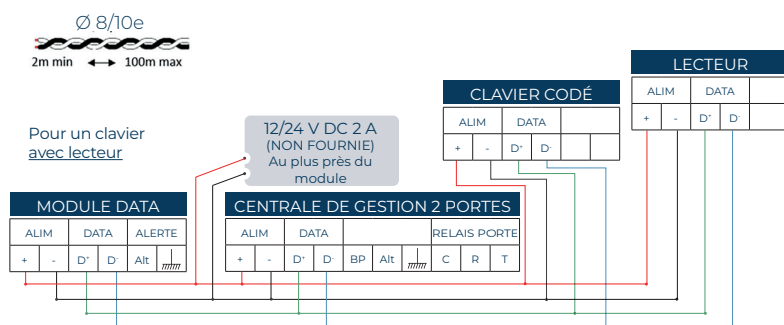 Ø 8/10e
2m min 100m max
Pour un clavier
avec lecteur
12/24 V DC 2 A
(NON FOURNIE)
Au plus près du
module
CLAVIER CODÉ
ALIM DATA
+ - D+ D-
LECTEUR
ALIM DATA
+ - D+ D-
MODULE DATA
ALIM DATA ALERTE
+ - D+ D- Alt
CENTRALE DE GESTION 2 PORTES
ALIM DATA RELAIS PORTE
+ - D+ D- BP Alt C R T